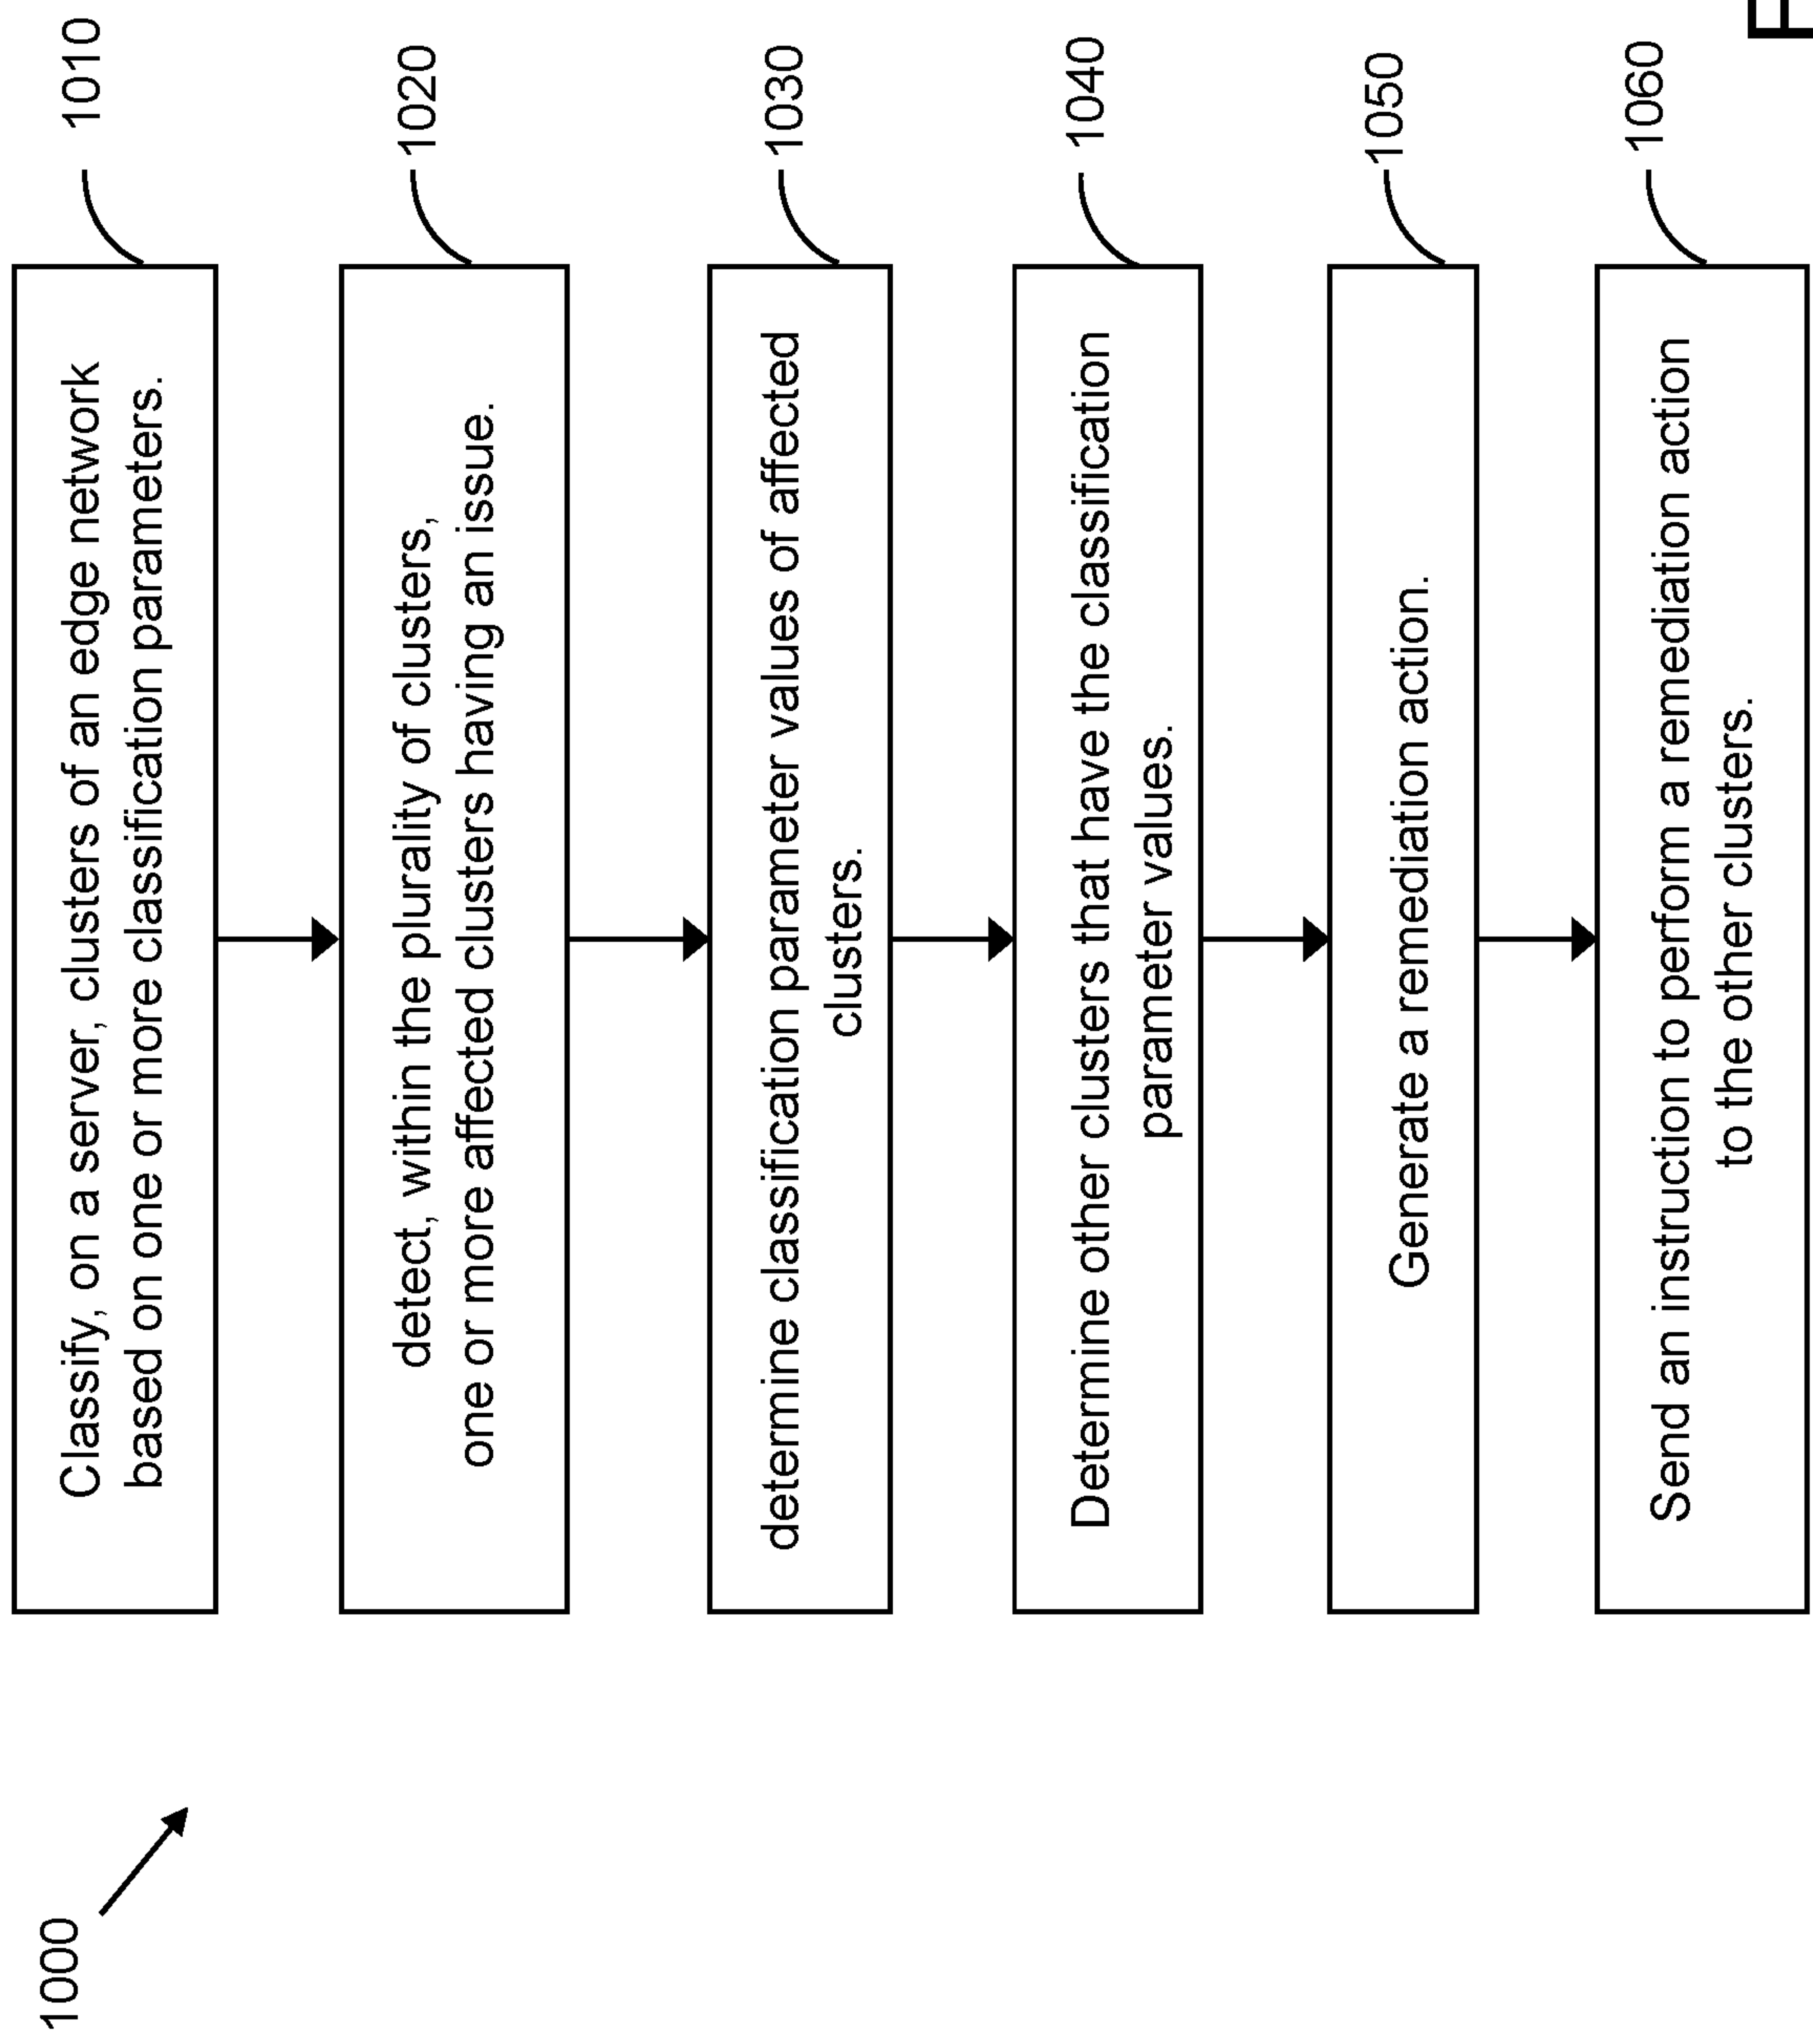 1000
Classify, on a server, clusters of an edge network
based on one or more classification parameters.
1010
detect, within the plurality of clusters,
one or more affected clusters having an issue.
1020
determine classification parameter values of affected
clusters.
1030
Determine other clusters that have the classification
parameter values.
1040
Generate a remediation action.
1050
Send an instruction to perform a remediation action
to the other clusters.
1060